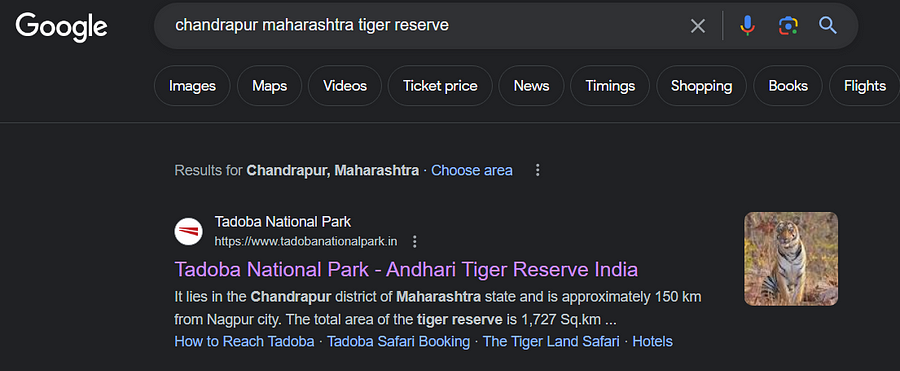 Google
chandrapur maharashtra tiger reserve
Images Maps Videos Ticket price News Timings Shopping Books Flights
Results for Chandrapur, Maharashtra · Choose area
Tadoba National Park
https://www.tadobanationalpark.in
Tadoba National Park - Andhari Tiger Reserve India
It lies in the Chandrapur district of Maharashtra state and is approximately 150 km
from Nagpur city. The total area of the tiger reserve is 1,727 Sq.km ...
How to Reach Tadoba · Tadoba Safari Booking · The Tiger Land Safari · Hotels